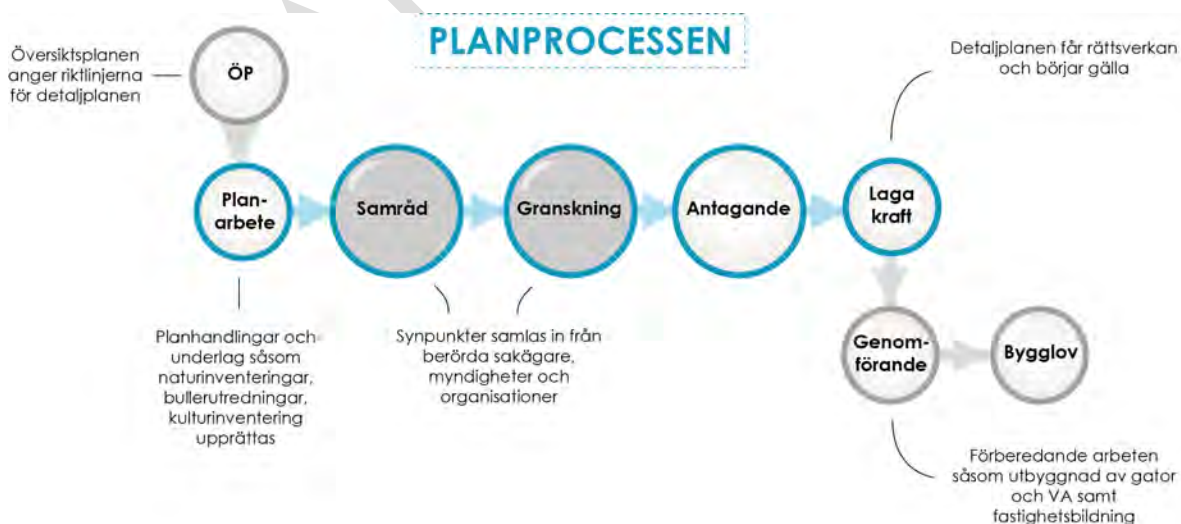 PLANPROCESSEN
Översiktsplanen
anger riktlinjerna
för detaljplanen
ÖP
Detaljplanen får rättsverkan
och börjar gälla
Plan-
arbete
Samråd
Granskning
Antagande
Laga
kraft
Planhandlingar och
underlag såsom
naturinventeringar,
bullerutredningar,
kulturinventering
upprättas
Synpunkter samlas in från
berörda sakägare,
myndigheter och
organisationer
Genom-
förande
Bygglov
Förberedande arbeten
såsom utbyggnad av gator
och VA samt
fastighetsbildning